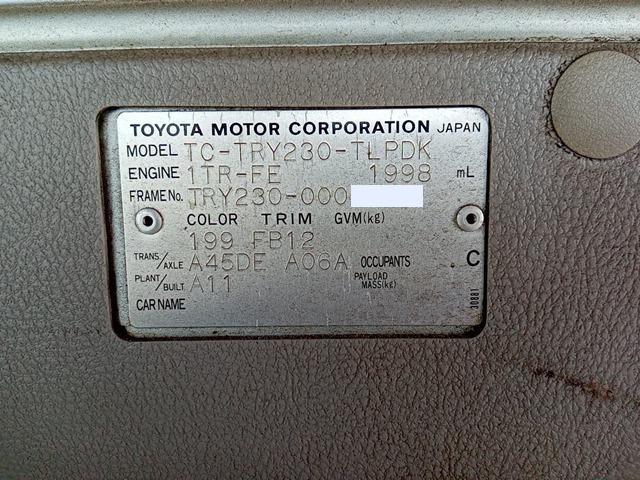 TOYOTA MOTOR CORPORATION JAPAN
MODEL TC-TRY230-TLPDK
ENGINE 1TR-FE 1998 mL
FRAME No. TRY230-000
COLOR TRIM GVM(kg)
199 FB12
TRANS./AXLE A45DE A06A OCCUPANTS C
PLANT/BUILT A11 PAYLOAD MASS(kg)
CAR NAME
30881